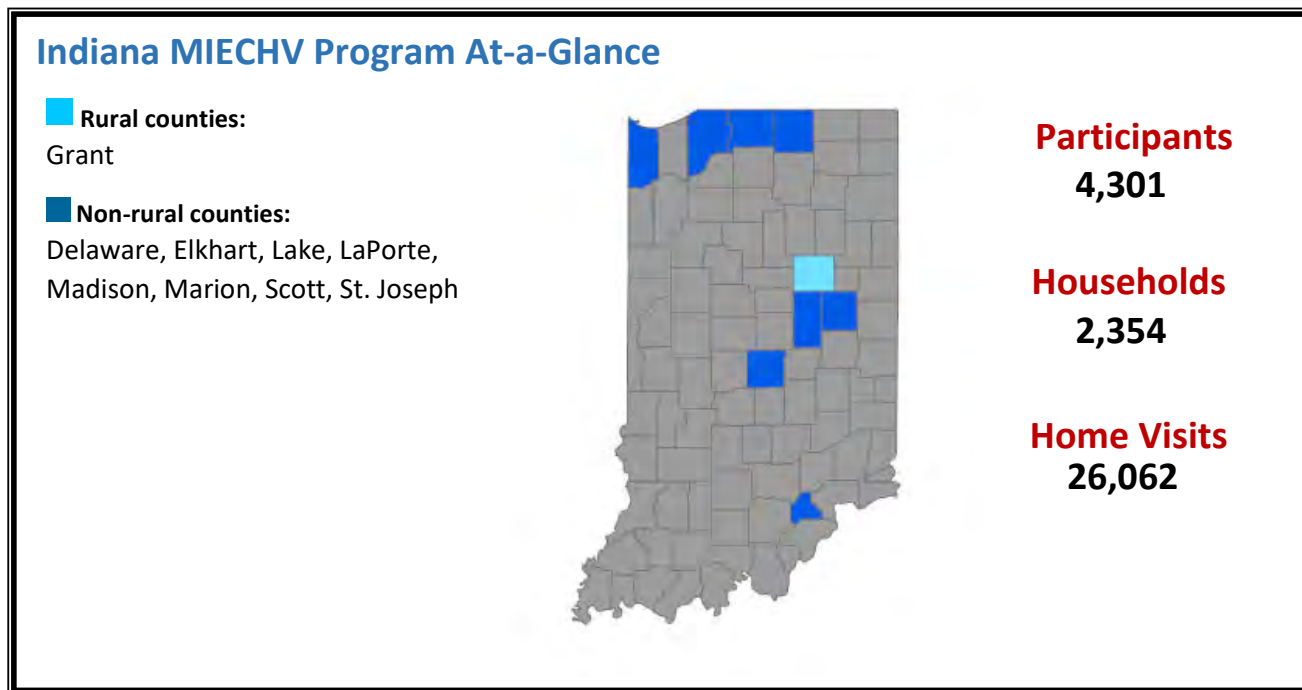 Indiana MIECHV Program At-a-Glance
Rural counties:
Grant
Non-rural counties:
Delaware, Elkhart, Lake, LaPorte,
Madison, Marion, Scott, St. Joseph
Participants
4,301
Households
2,354
Home Visits
26,062